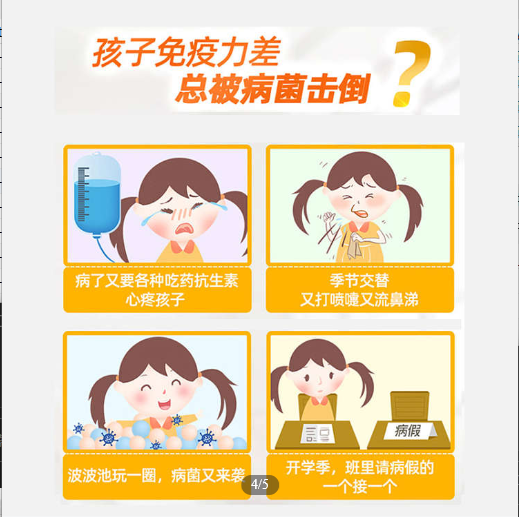 孩子免疫力差
总被病菌击倒
?
病了又要各种吃药抗生素
心疼孩子
季节交替
又打喷嚏又流鼻涕
病假
波波池玩一圈，病菌又来袭
开学季，班里请病假的
一个接一个
4/5